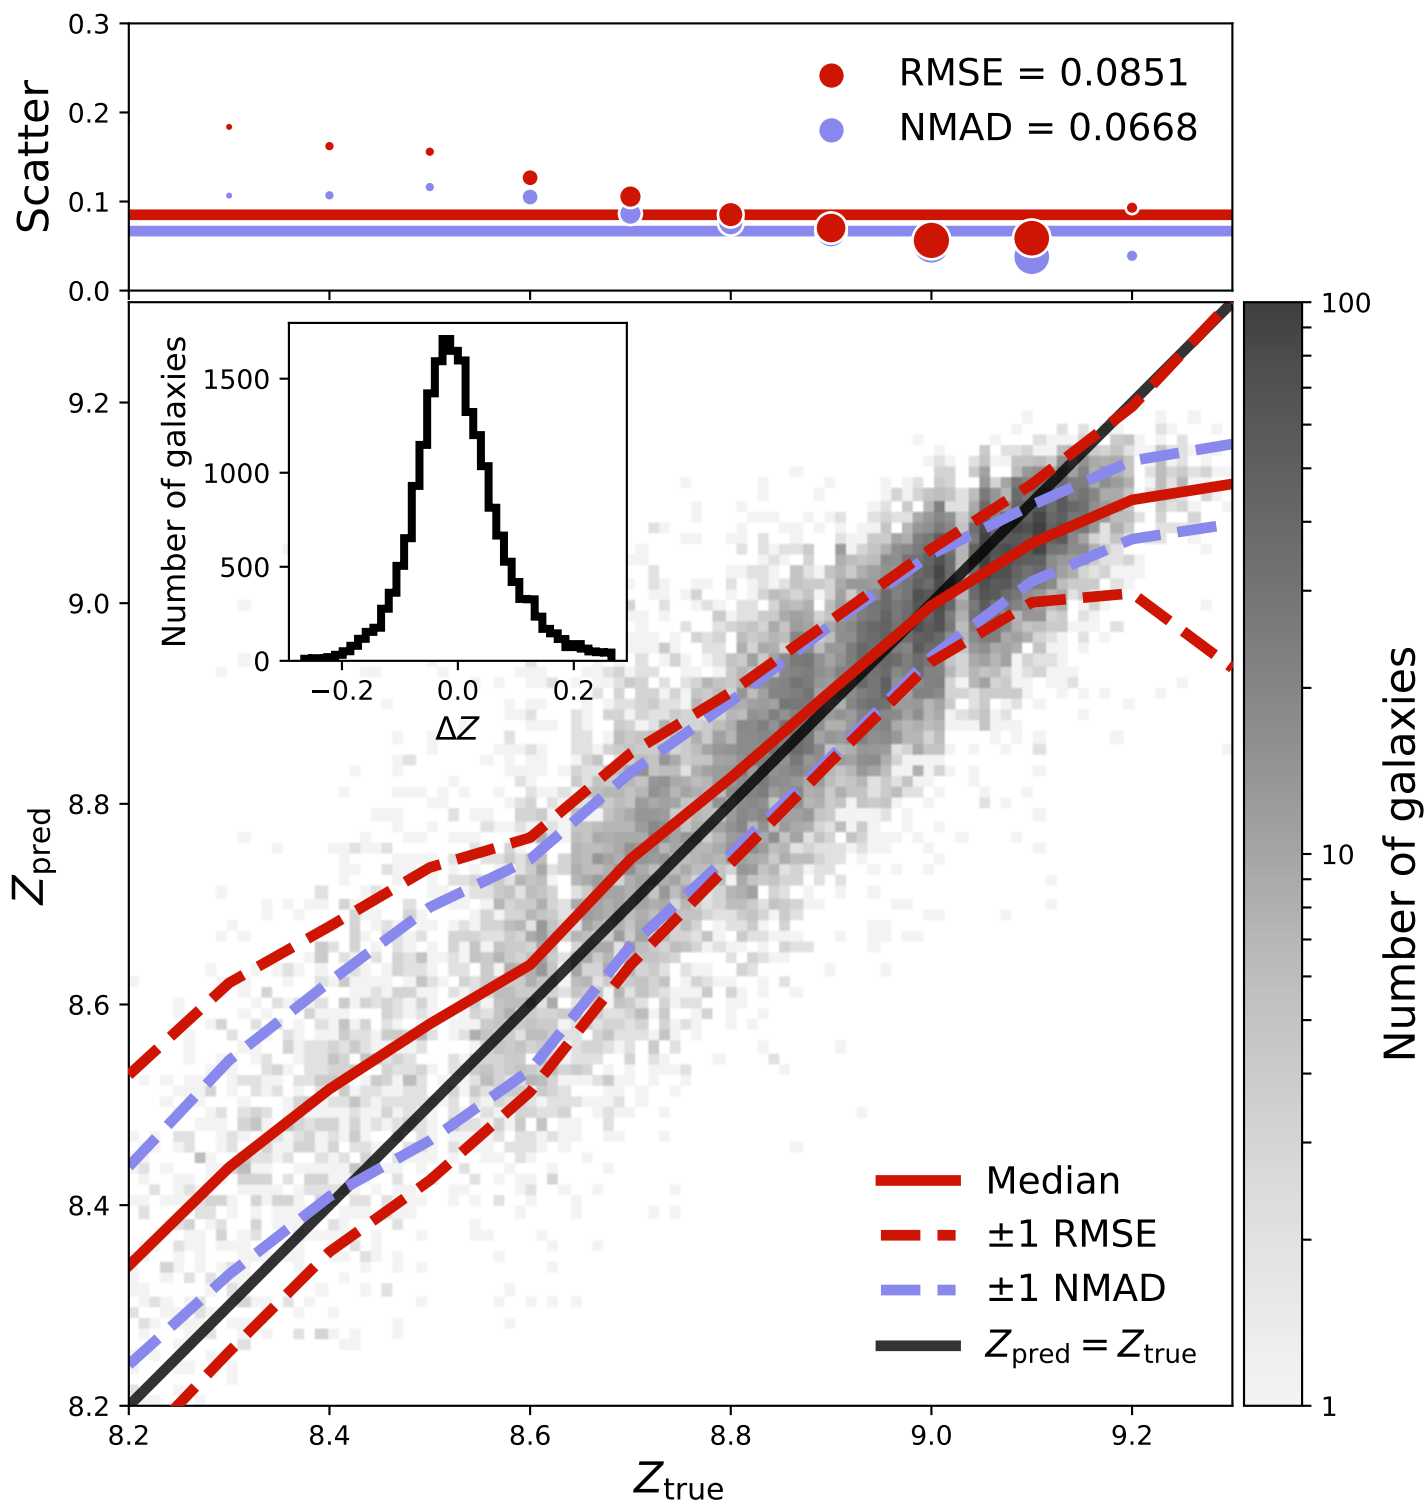 0.3
0.2
0.1
0.0
Scatter
RMSE = 0.0851
NMAD = 0.0668
Number of galaxies
1500
1000
500
0
−0.2
0.0
0.2
ΔZ
9.2
9.0
8.8
8.6
8.4
8.2
Z_pred
Median
±1 RMSE
±1 NMAD
Z_pred = Z_true
8.2
8.4
8.6
8.8
9.0
9.2
Z_true
100
10
1
Number of galaxies